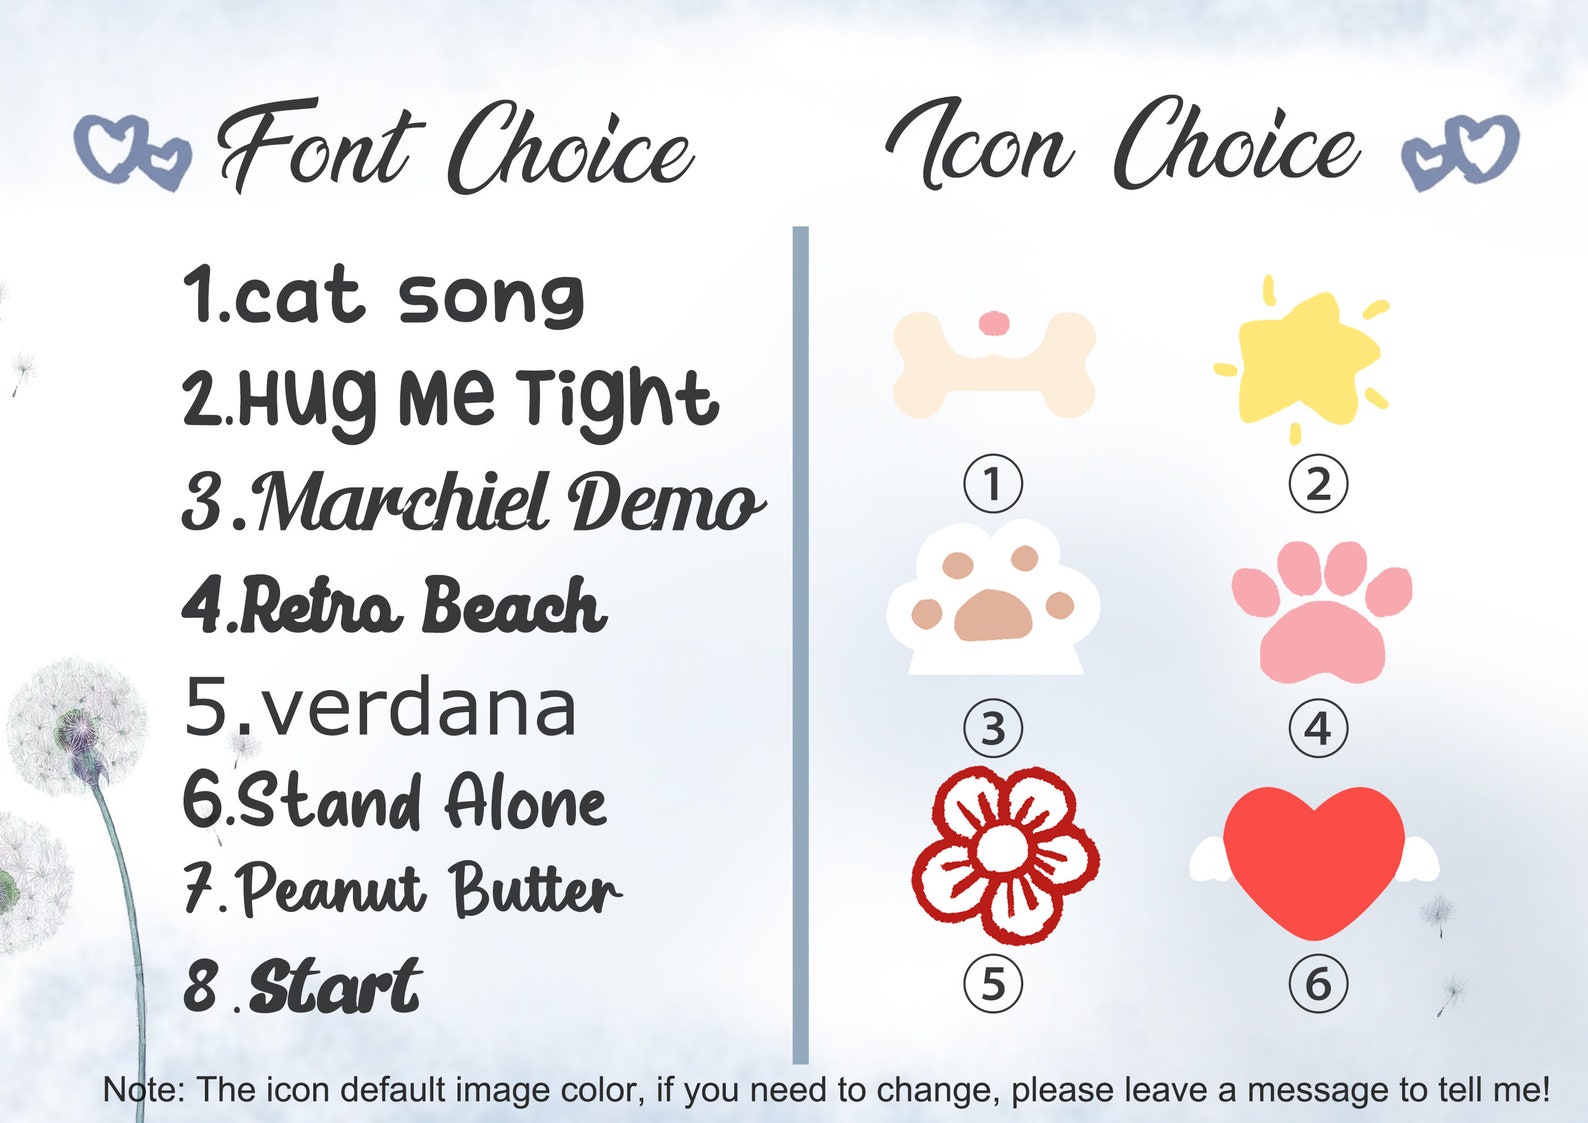 Font Choice
1.cat song
2.Hug Me Tight
3.Marchiel Demo
4.Retro Beach
5.verdana
6.Stand Alone
7.Peanut Butter
8.Start
Icon Choice
① ②
③ ④
⑤ ⑥
Note: The icon default image color, if you need to change, please leave a message to tell me!